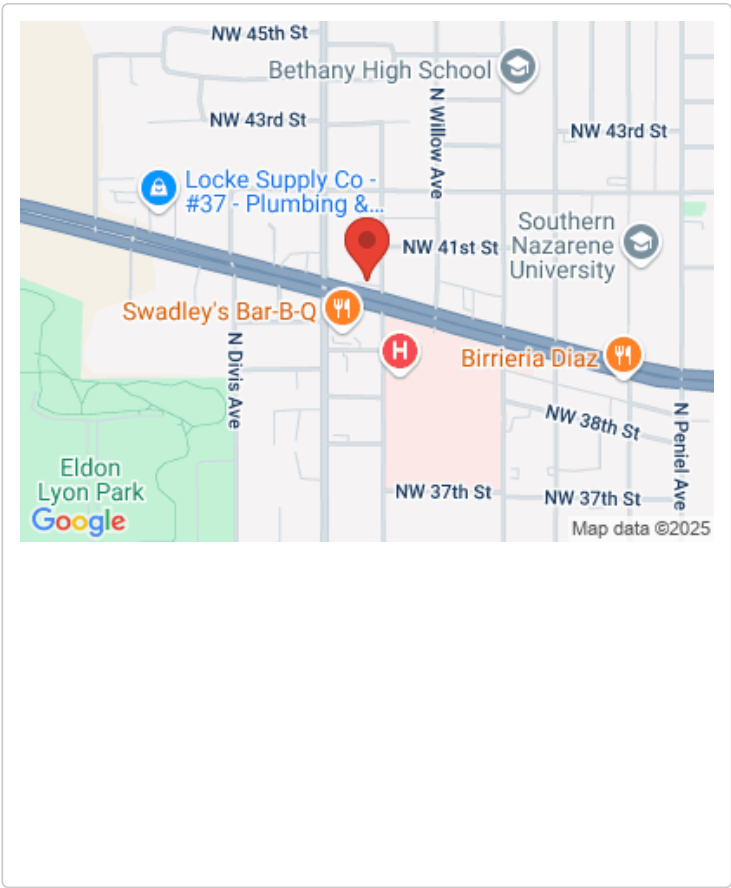 NW 45th St
Bethany High School
NW 43rd St
N Willow Ave
NW 43rd St
Locke Supply Co -
#37 - Plumbing &...
Southern
Nazarene
University
NW 41st St
Swadley's Bar-B-Q
H
Birrieria Diaz
N Divis Ave
NW 38th St
N Peniel Ave
Eldon
Lyon Park
NW 37th St
NW 37th St
Google
Map data ©2025